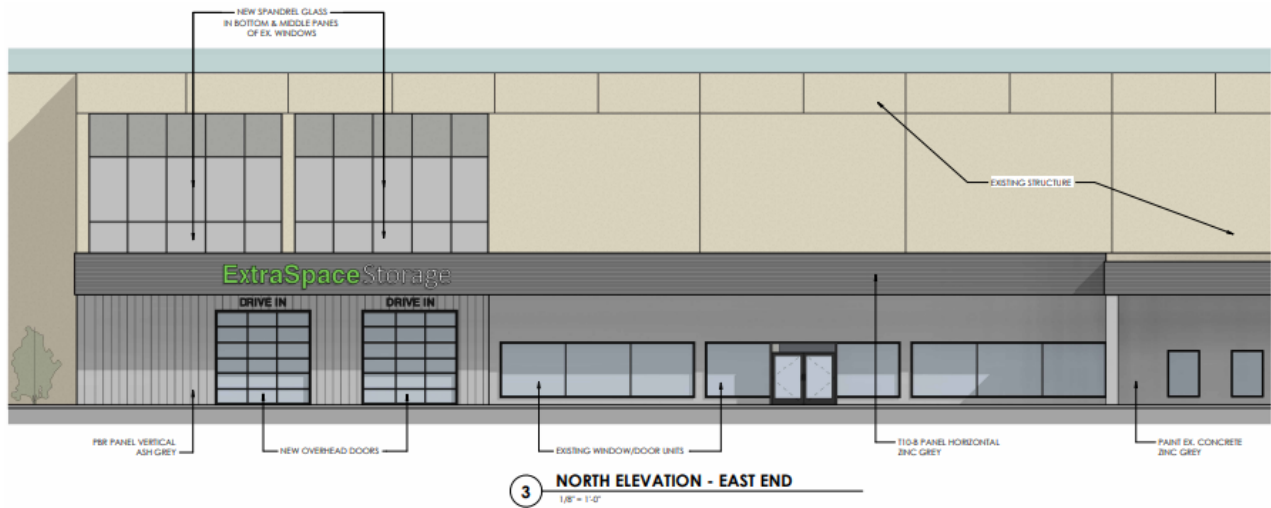 NEW SPANDREL GLASS
IN BOTTOM & MIDDLE PANES
OF EX. WINDOWS
EXISTING STRUCTURE
ExtraSpaceStorage
DRIVE IN
DRIVE IN
PBR PANEL VERTICAL
ASH GREY
NEW OVERHEAD DOORS
EXISTING WINDOW/DOOR UNITS
T10-B PANEL HORIZONTAL
ZINC GREY
PAINT EX. CONCRETE
ZINC GREY
3
NORTH ELEVATION - EAST END
1/8" = 1'-0"